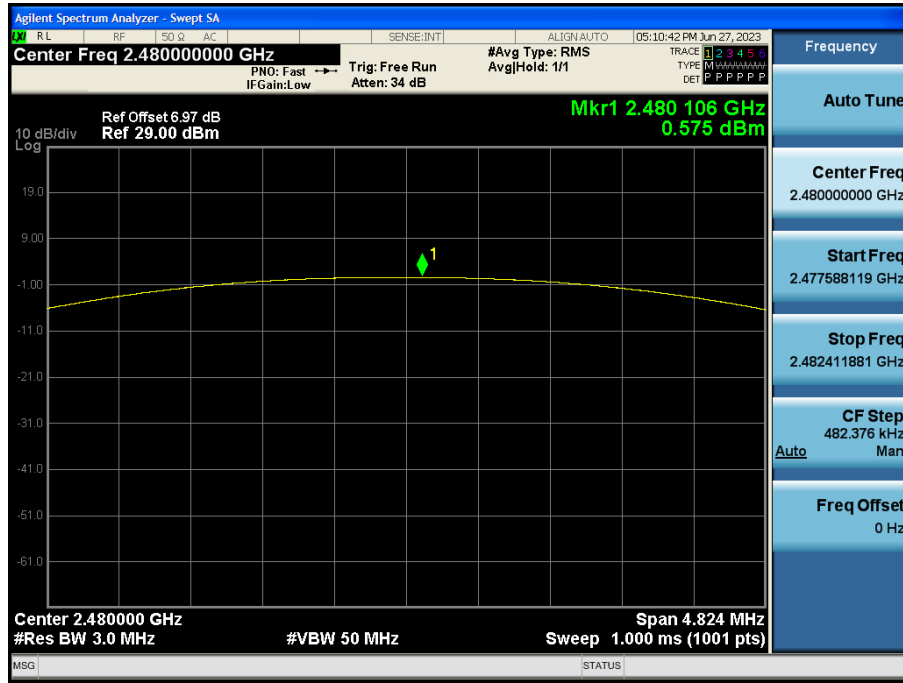 Agilent Spectrum Analyzer - Swept SA
LXI RL RF 50 Ω AC SENSE:INT ALIGN AUTO 05:10:42 PM Jun 27, 2023
Center Freq 2.480000000 GHz
PNO: Fast
IFGain:Low
Trig: Free Run
Atten: 34 dB
#Avg Type: RMS
Avg|Hold: 1/1
TRACE 1 2 3 4 5 6
TYPE M WWWWW
DET P P P P P P
Ref Offset 6.97 dB
10 dB/div Ref 29.00 dBm
Log
Mkr1 2.480 106 GHz
0.575 dBm
19.0
9.00
1
-1.00
-11.0
-21.0
-31.0
-41.0
-51.0
-61.0
Center 2.480000 GHz Span 4.824 MHz
#Res BW 3.0 MHz #VBW 50 MHz Sweep 1.000 ms (1001 pts)
MSG STATUS
Frequency
Auto Tune
Center Freq
2.480000000 GHz
Start Freq
2.477588119 GHz
Stop Freq
2.482411881 GHz
CF Step
482.376 kHz
Auto Man
Freq Offset
0 Hz